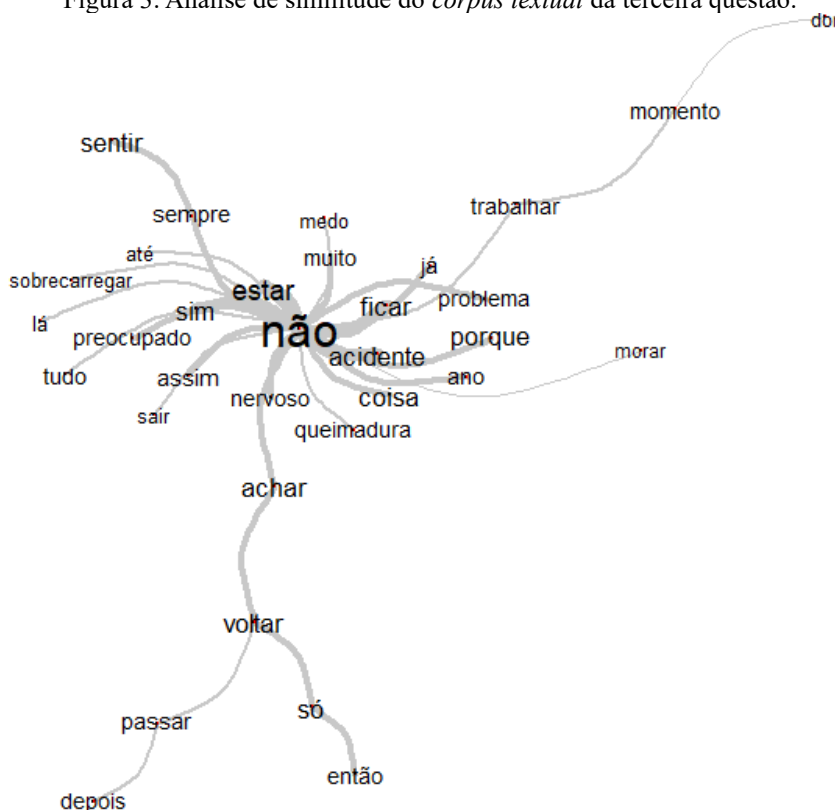 Figura 3. Análise de similitude do corpus textual da terceira questão.
momento
sentir
trabalhar
sempre
medo
até
muito
já
sobrecarregar
estar
problema
ficar
sim
lá
não
preocupado
porque
acidente
morar
tudo
assim
ano
nervoso
coisa
sair
queimadura
achar
voltar
só
passar
então
depois